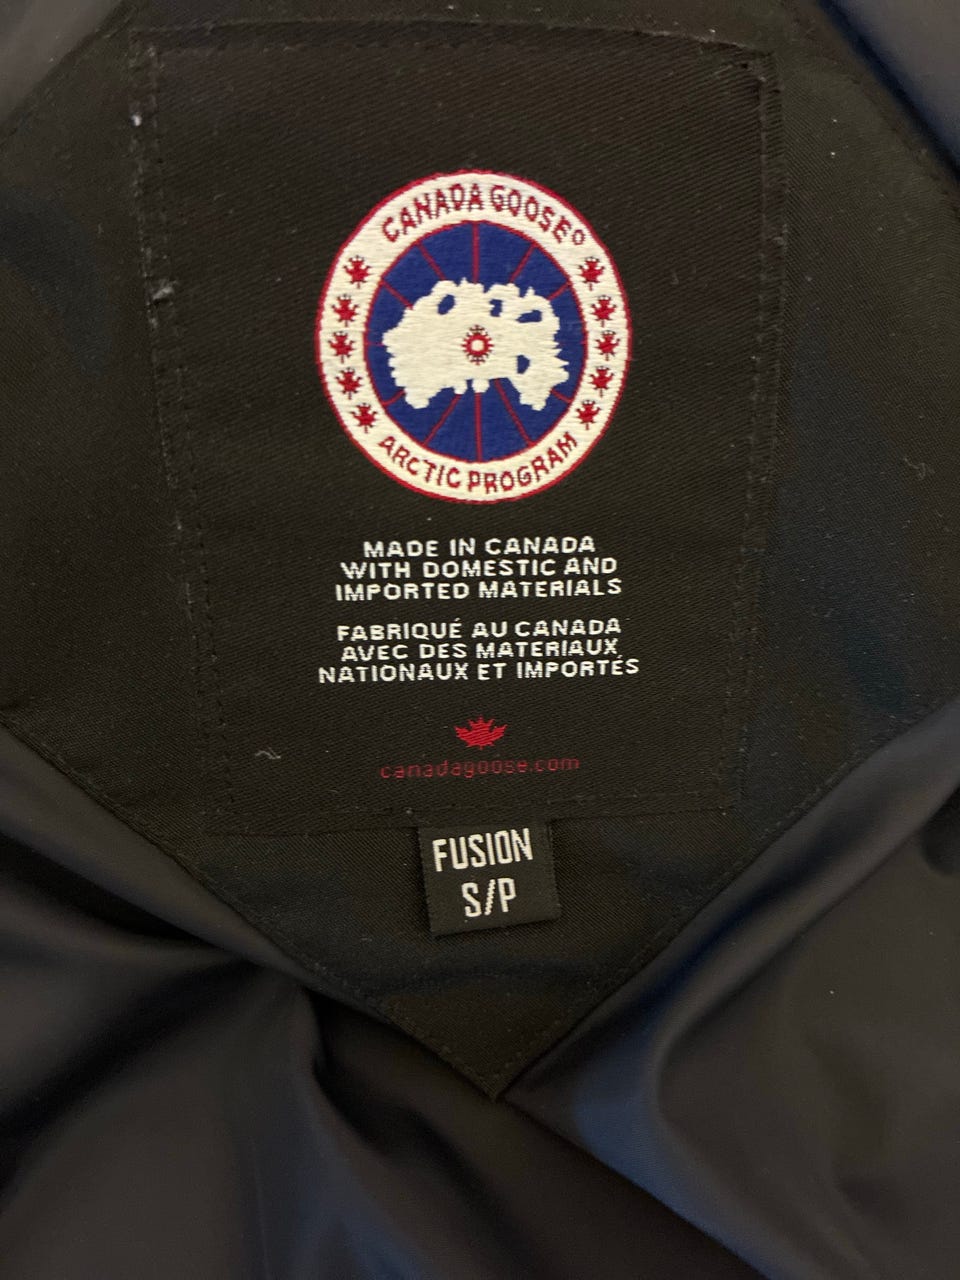 CANADA GOOSE®
ARCTIC PROGRAM
MADE IN CANADA
WITH DOMESTIC AND
IMPORTED MATERIALS
FABRIQUÉ AU CANADA
AVEC DES MATERIAUX
NATIONAUX ET IMPORTÉS
canadagoose.com
FUSION
S/P